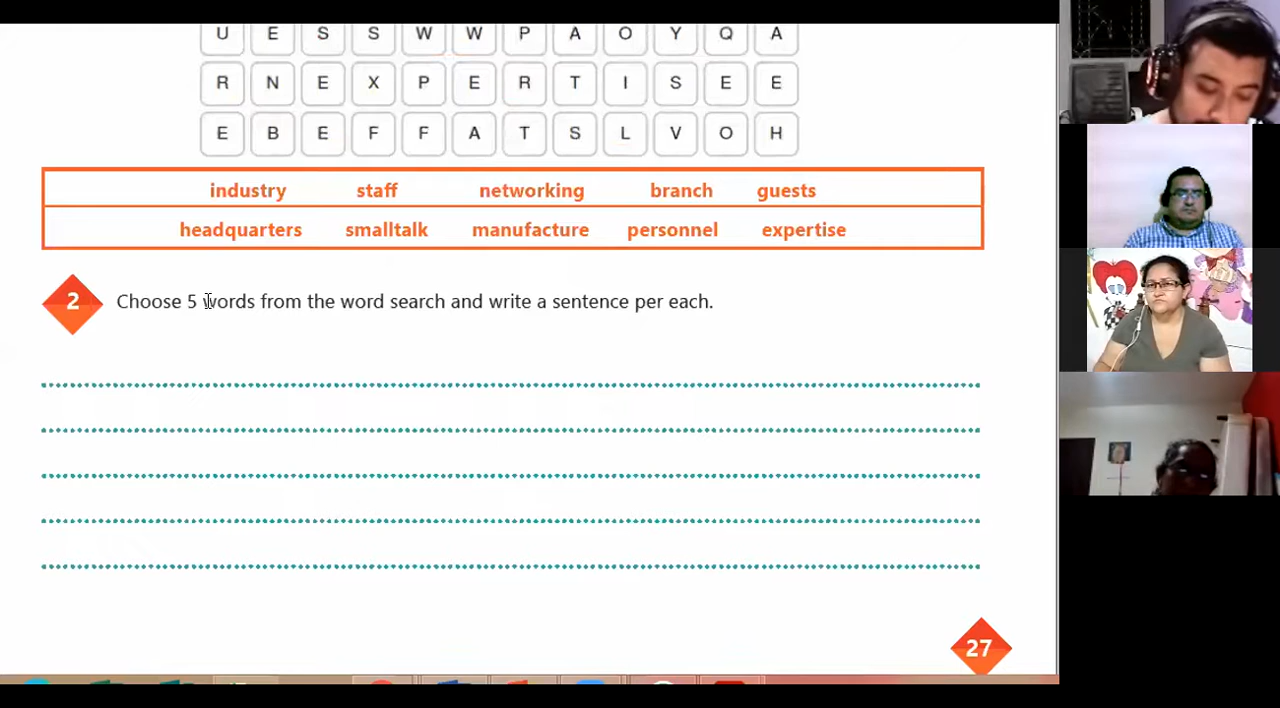 U E S S W W P A O Y Q A
R N E X P E R T I S E E
E B E F F A T S L V O H
industry staff networking branch guests
headquarters smalltalk manufacture personnel expertise
2 Choose 5 words from the word search and write a sentence per each.
27